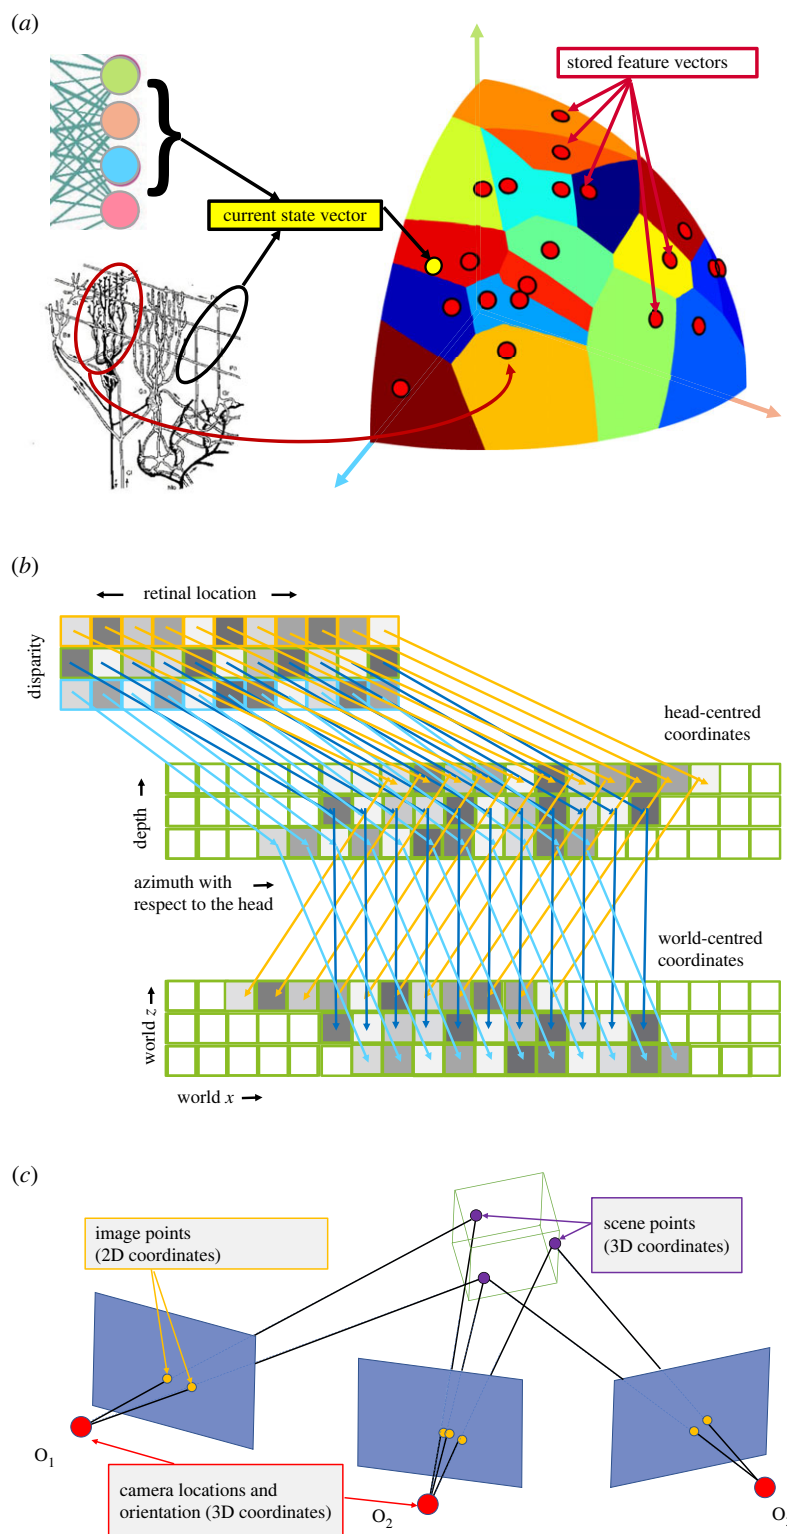 (a)
stored feature vectors
current state vector
(b)
retinal location
disparity
head-centred
coordinates
depth
azimuth with
respect to the head
world-centred
coordinates
world z
world x
(c)
image points
(2D coordinates)
scene points
(3D coordinates)
O1
camera locations and
orientation (3D coordinates)
O2